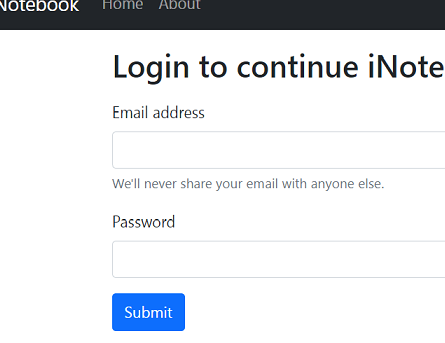 Notebook Home About
Login to continue iNote
Email address
We'll never share your email with anyone else.
Password
Submit